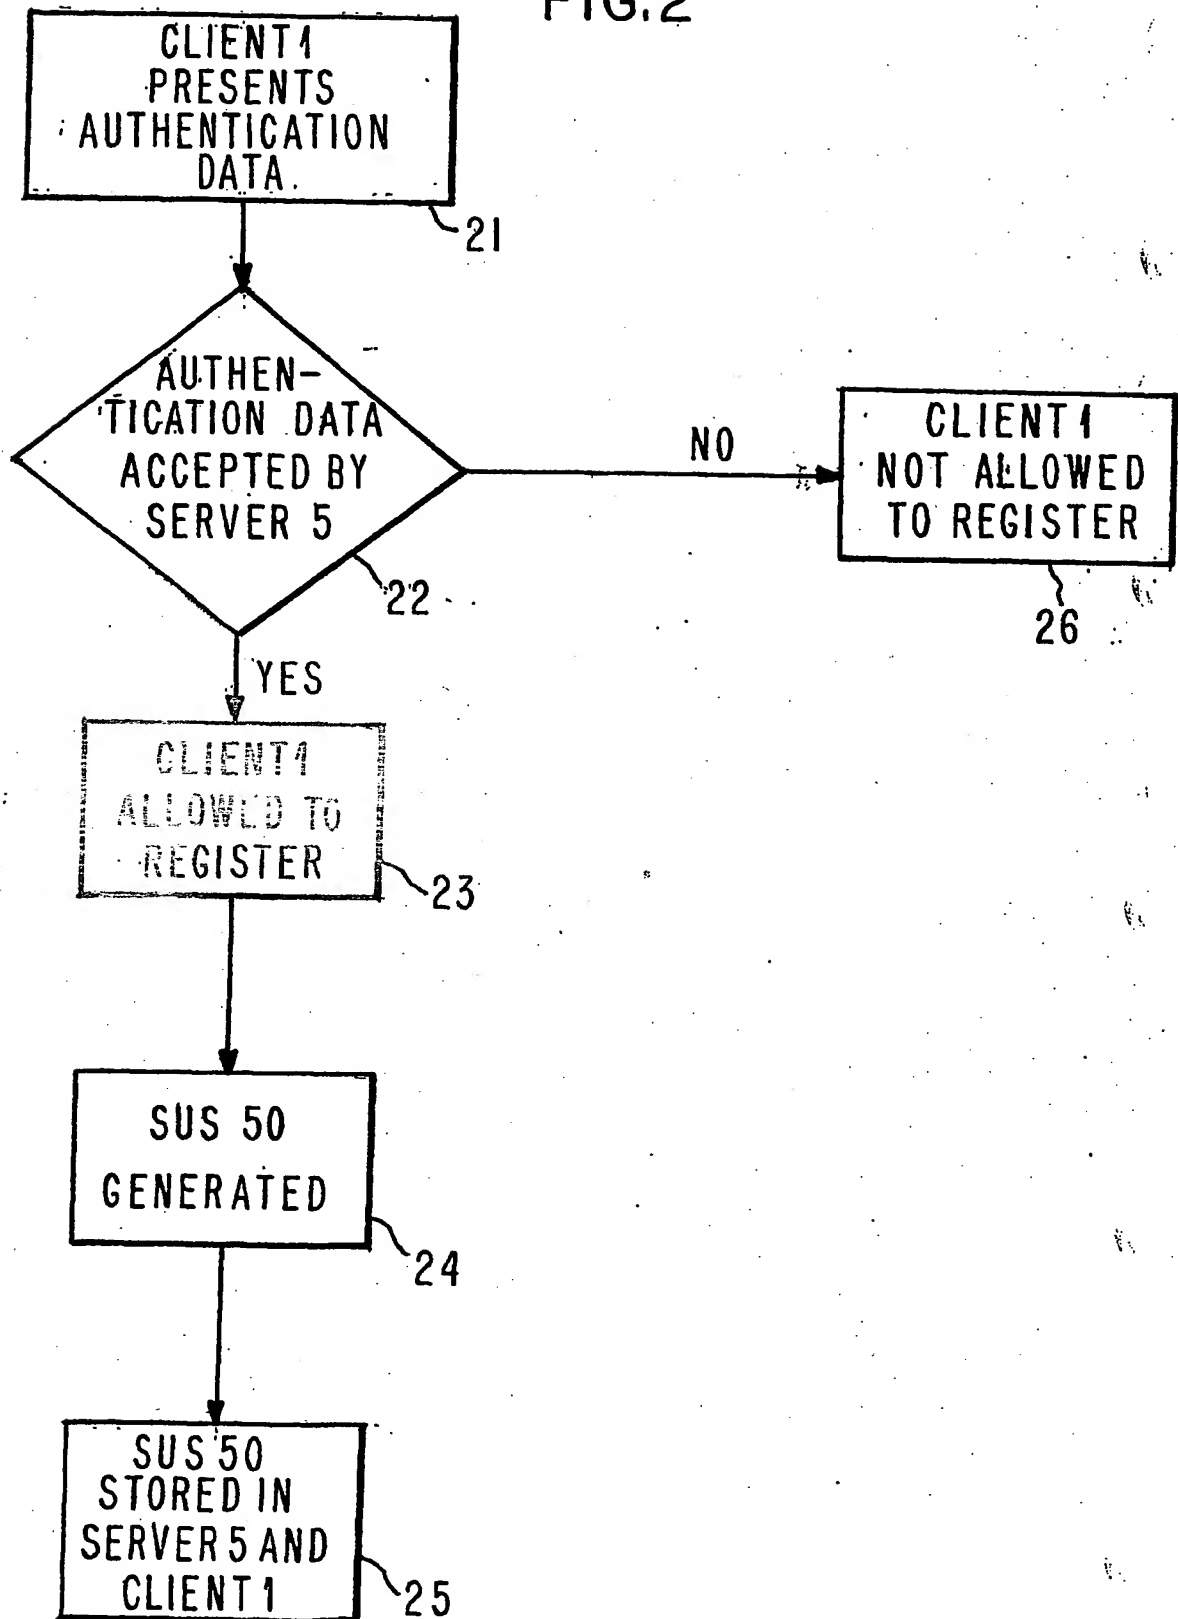 FIG.2
CLIENT 1
PRESENTS
AUTHENTICATION
DATA.
21
AUTHEN-
TICATION DATA
ACCEPTED BY
SERVER 5
22
NO
CLIENT 1
NOT ALLOWED
TO REGISTER
26
YES
CLIENT 1
ALLOWED TO
REGISTER
23
SUS 50
GENERATED
24
SUS 50
STORED IN
SERVER 5 AND
CLIENT 1
25